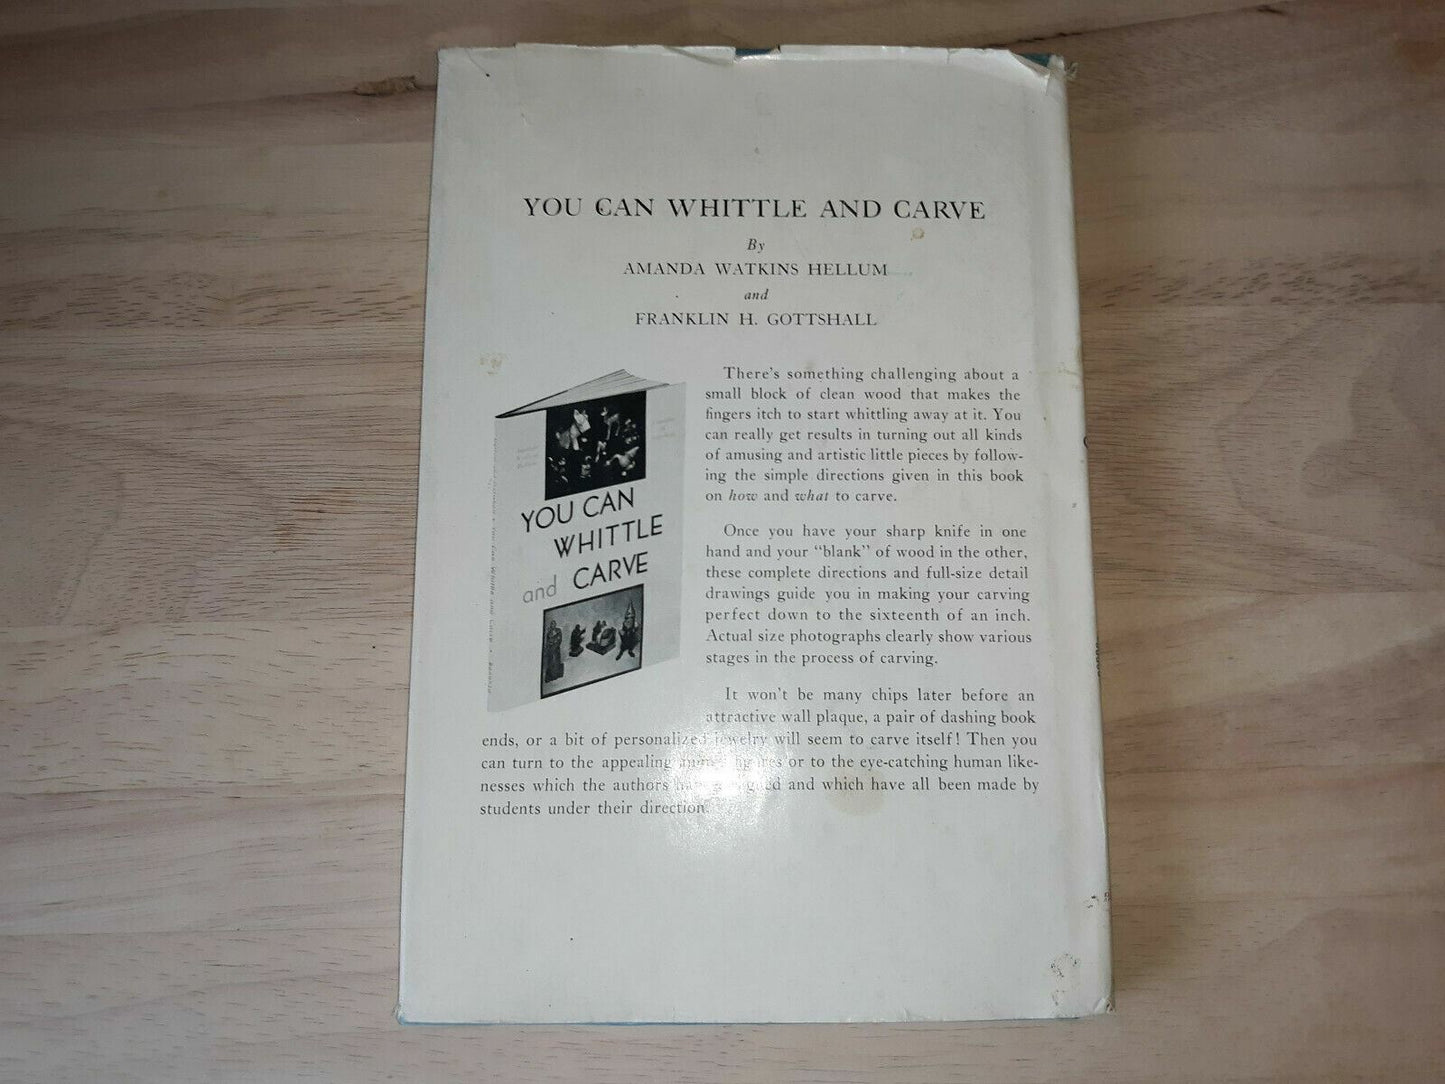 YOU CAN WHITTLE AND CARVE
By
AMANDA WATKINS HELLUM
and
FRANKLIN H. GOTTSHALL
There's something challenging about a
small block of clean wood that makes the
fingers itch to start whittling away at it. You
can really get results in turning out all kinds
of amusing and artistic little pieces by follow-
ing the simple directions given in this book
on how and what to carve.
Once you have your sharp knife in one
hand and your "blank" of wood in the other,
these complete directions and full-size detail
drawings guide you in making your carving
perfect down to the sixteenth of an inch.
Actual size photographs clearly show various
stages in the process of carving.
It won't be many chips later before an
attractive wall plaque, a pair of dashing book
ends, or a bit of personalized jewelry will seem to carve itself! Then you
can turn to the appealing figures or to the eye-catching human like-
nesses which the authors and which have all been made by
students under their direction.
YOU CAN
WHITTLE
and CARVE